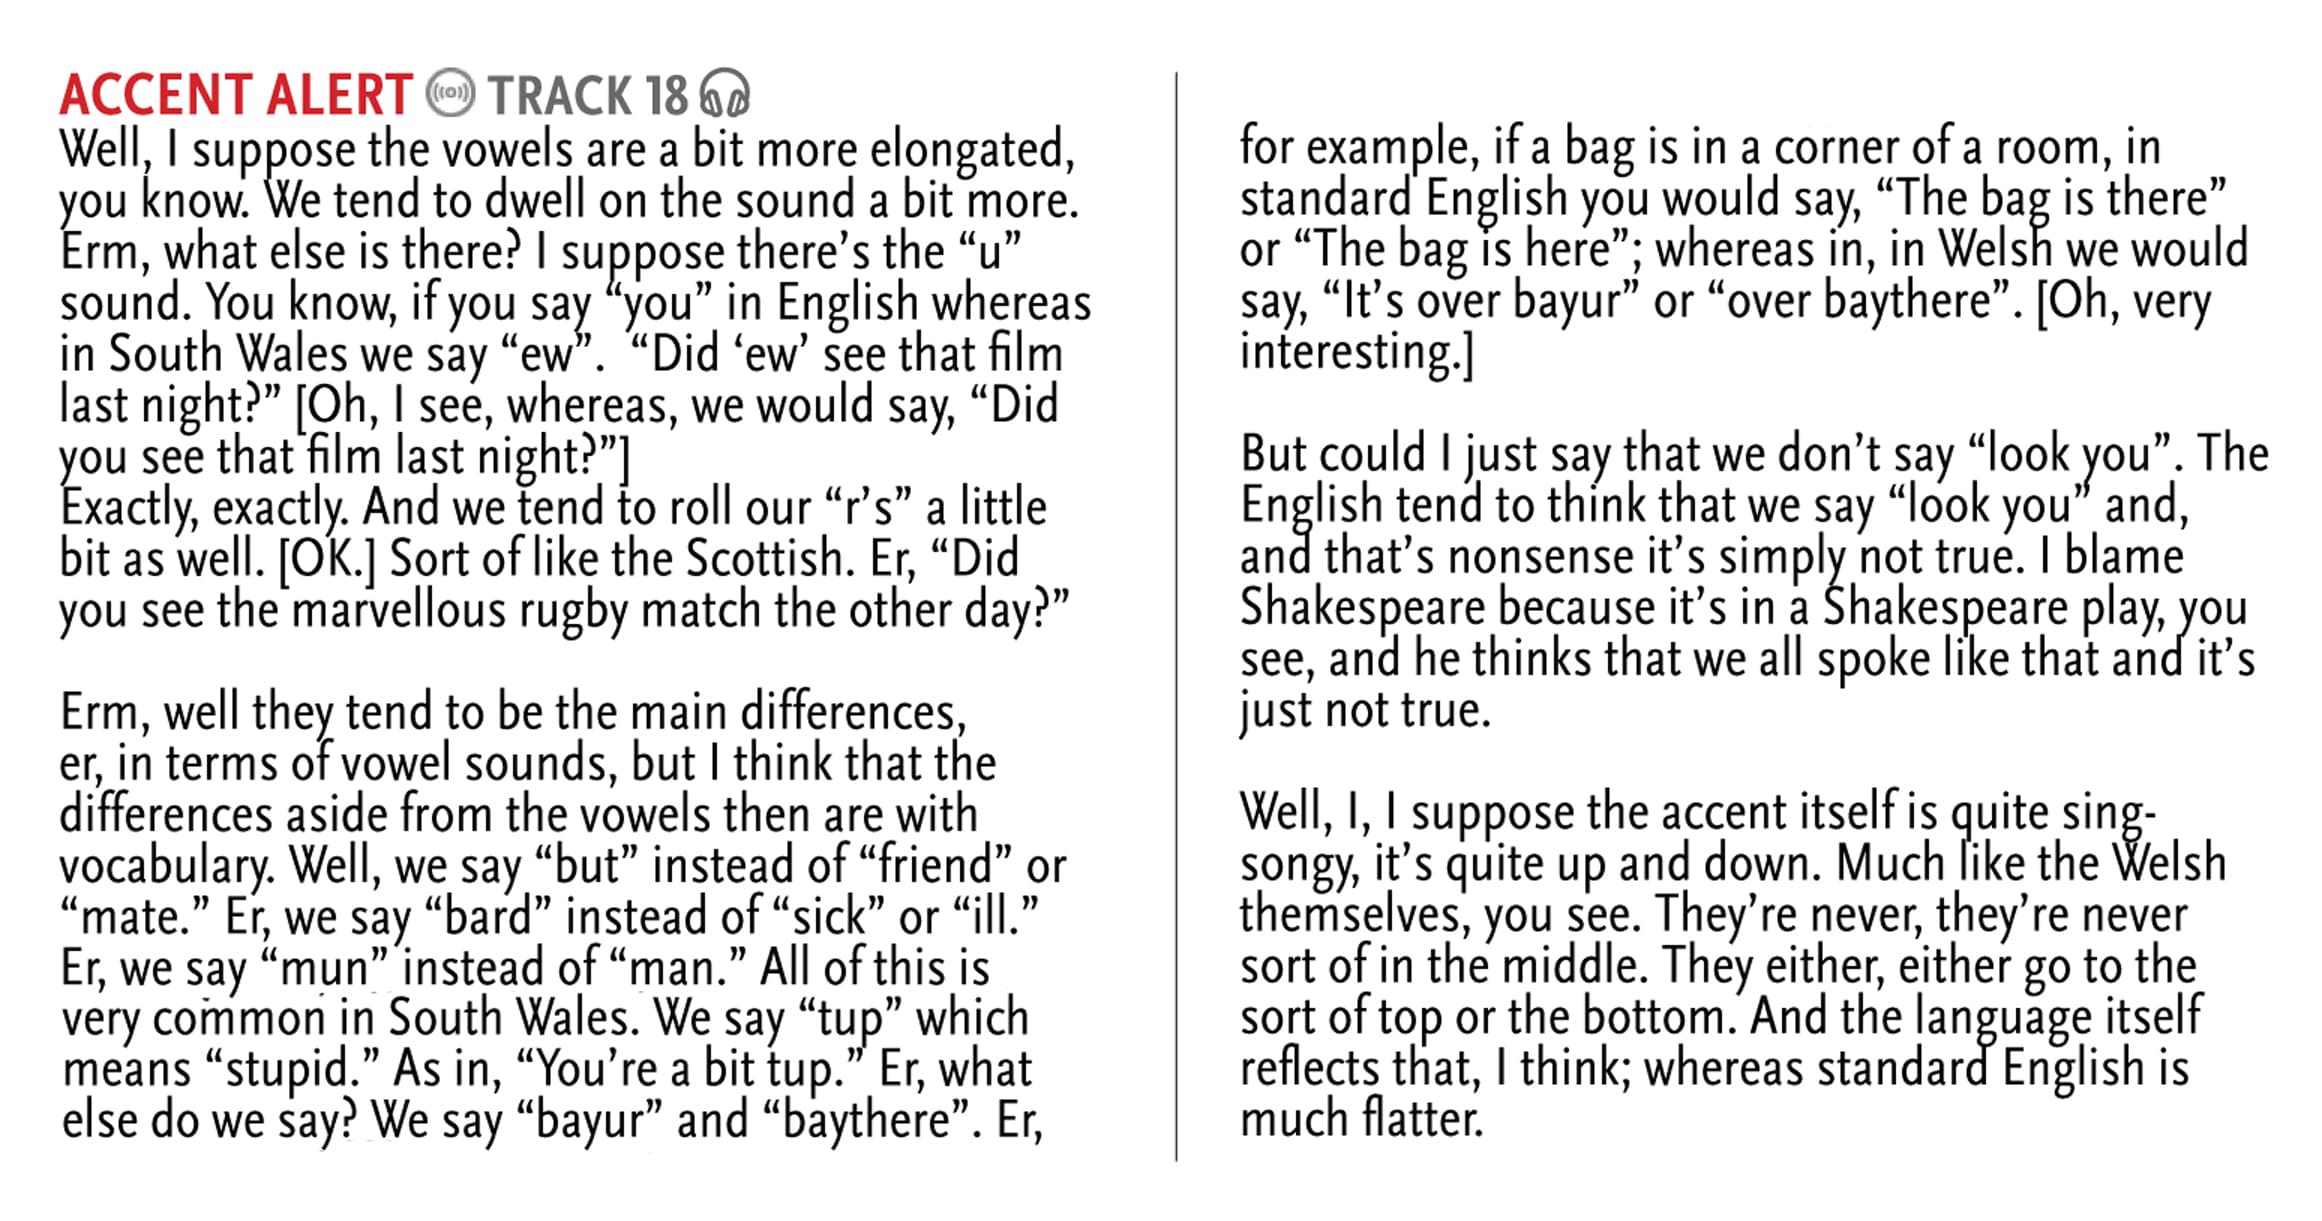 ACCENT ALERT TRACK 18
Well, I suppose the vowels are a bit more elongated,
you know. We tend to dwell on the sound a bit more.
Erm, what else is there? I suppose there’s the “u”
sound. You know, if you say “you” in English whereas
in South Wales we say “ew”. “Did ‘ew’ see that film
last night?” [Oh, I see, whereas, we would say, “Did
you see that film last night?”]
Exactly, exactly. And we tend to roll our “r’s” a little
bit as well. [OK.] Sort of like the Scottish. Er, “Did
you see the marvellous rugby match the other day?”
Erm, well they tend to be the main differences,
er, in terms of vowel sounds, but I think that the
differences aside from the vowels then are with
vocabulary. Well, we say “but” instead of “friend” or
“mate.” Er, we say “bard” instead of “sick” or “ill.”
Er, we say “mun” instead of “man.” All of this is
very common in South Wales. We say “tup” which
means “stupid.” As in, “You’re a bit tup.” Er, what
else do we say? We say “bayur” and “baythere”. Er,
for example, if a bag is in a corner of a room, in
standard English you would say, “The bag is there”
or “The bag is here”; whereas in, in Welsh we would
say, “It’s over bayur” or “over baythere”. [Oh, very
interesting.]
But could I just say that we don’t say “look you”. The
English tend to think that we say “look you” and,
and that’s nonsense it’s simply not true. I blame
Shakespeare because it’s in a Shakespeare play, you
see, and he thinks that we all spoke like that and it’s
just not true.
Well, I, I suppose the accent itself is quite sing-
songy, it’s quite up and down. Much like the Welsh
themselves, you see. They’re never, they’re never
sort of in the middle. They either, either go to the
sort of top or the bottom. And the language itself
reflects that, I think; whereas standard English is
much flatter.